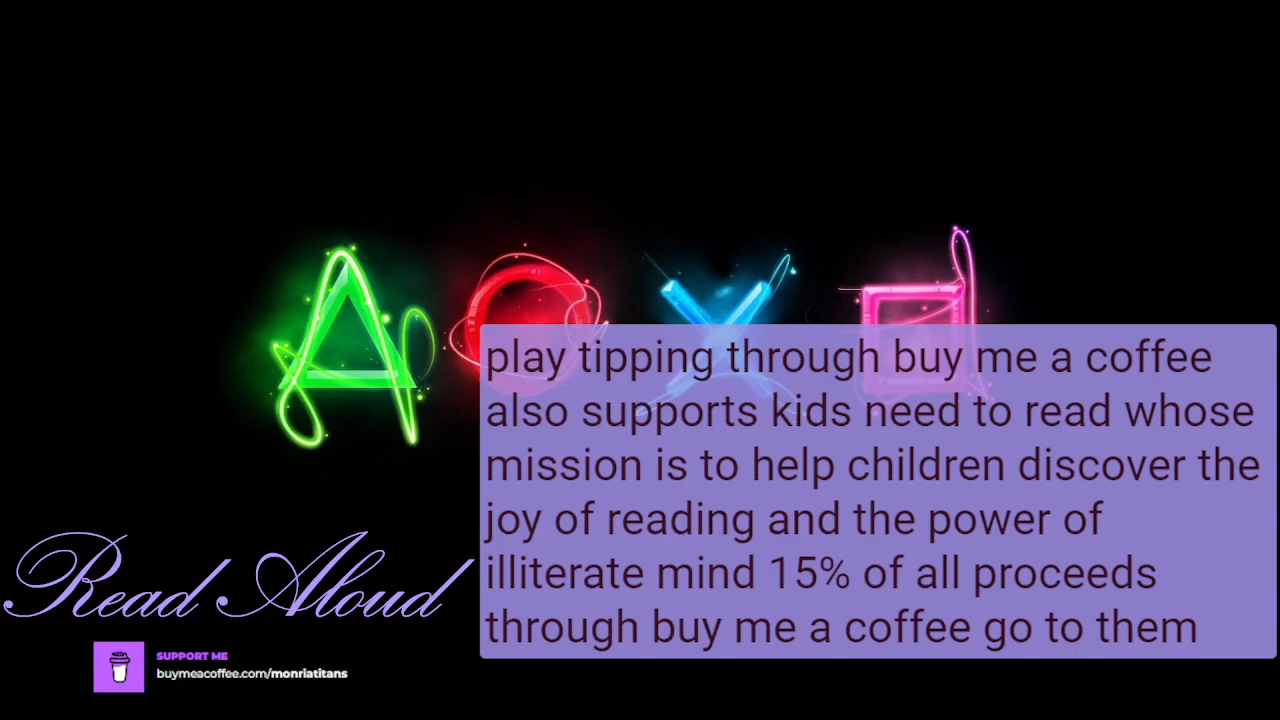 play tipping through buy me a coffee
also supports kids need to read whose
mission is to help children discover the
joy of reading and the power of
illiterate mind 15% of all proceeds
through buy me a coffee go to them
Read Aloud
SUPPORT ME
buymeacoffee.com/monriatitans